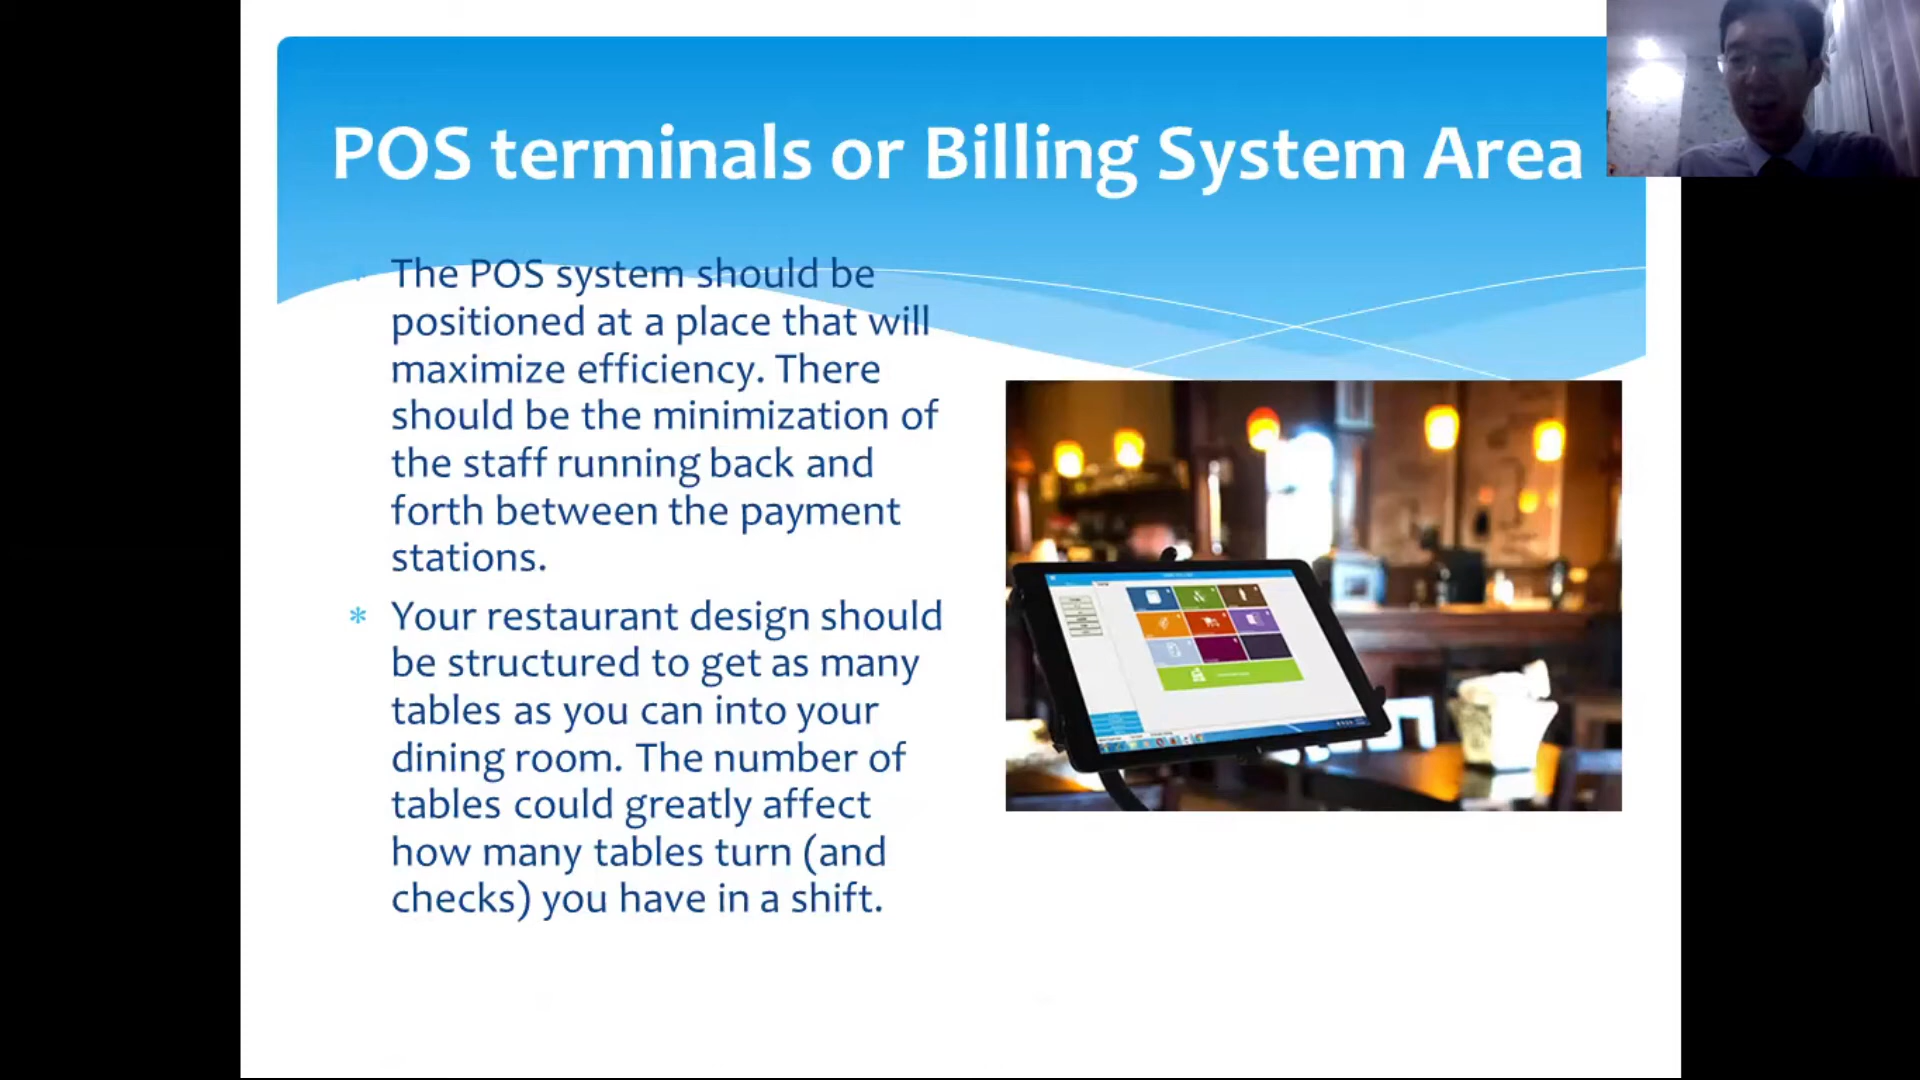 POS terminals or Billing System Area
The POS system should be
positioned at a place that will
maximize efficiency. There
should be the minimization of
the staff running back and
forth between the payment
stations.
* Your restaurant design should
be structured to get as many
tables as you can into your
dining room. The number of
tables could greatly affect
how many tables turn (and
checks) you have in a shift.